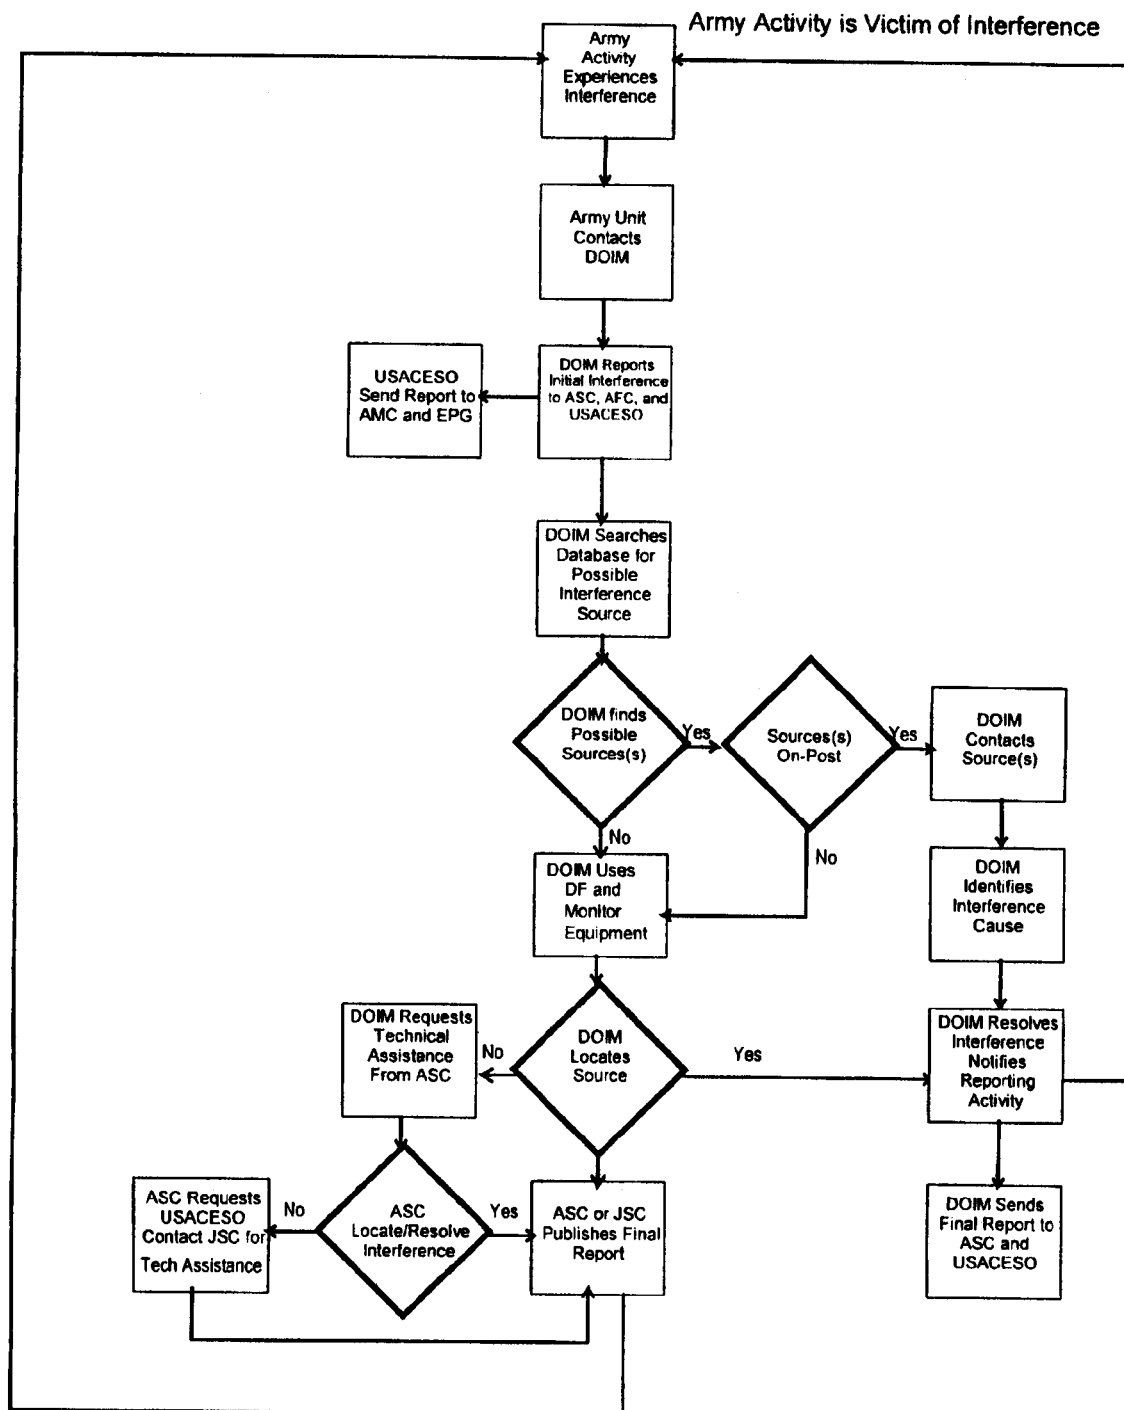 Army Activity is Victim of Interference
Army
Activity
Experiences
Interference
Army Unit
Contacts
DOIM
USACESO
Send Report to
AMC and EPG
DOIM Reports
Initial Interference
to ASC, AFC, and
USACESO
DOIM Searches
Database for
Possible
Interference
Source
DOIM finds
Possible
Sources(s)
Yes
Sources(s)
On-Post
Yes
DOIM
Contacts
Source(s)
No
No
DOIM Uses
DF and
Monitor
Equipment
DOIM
Identifies
Interference
Cause
DOIM Requests
Technical
Assistance
From ASC
No
DOIM
Locates
Source
Yes
DOIM Resolves
Interference
Notifies
Reporting
Activity
ASC Requests
USACESO
Contact JSC for
Tech Assistance
No
ASC
Locate/Resolve
Interference
Yes
ASC or JSC
Publishes Final
Report
DOIM Sends
Final Report to
ASC and
USACESO